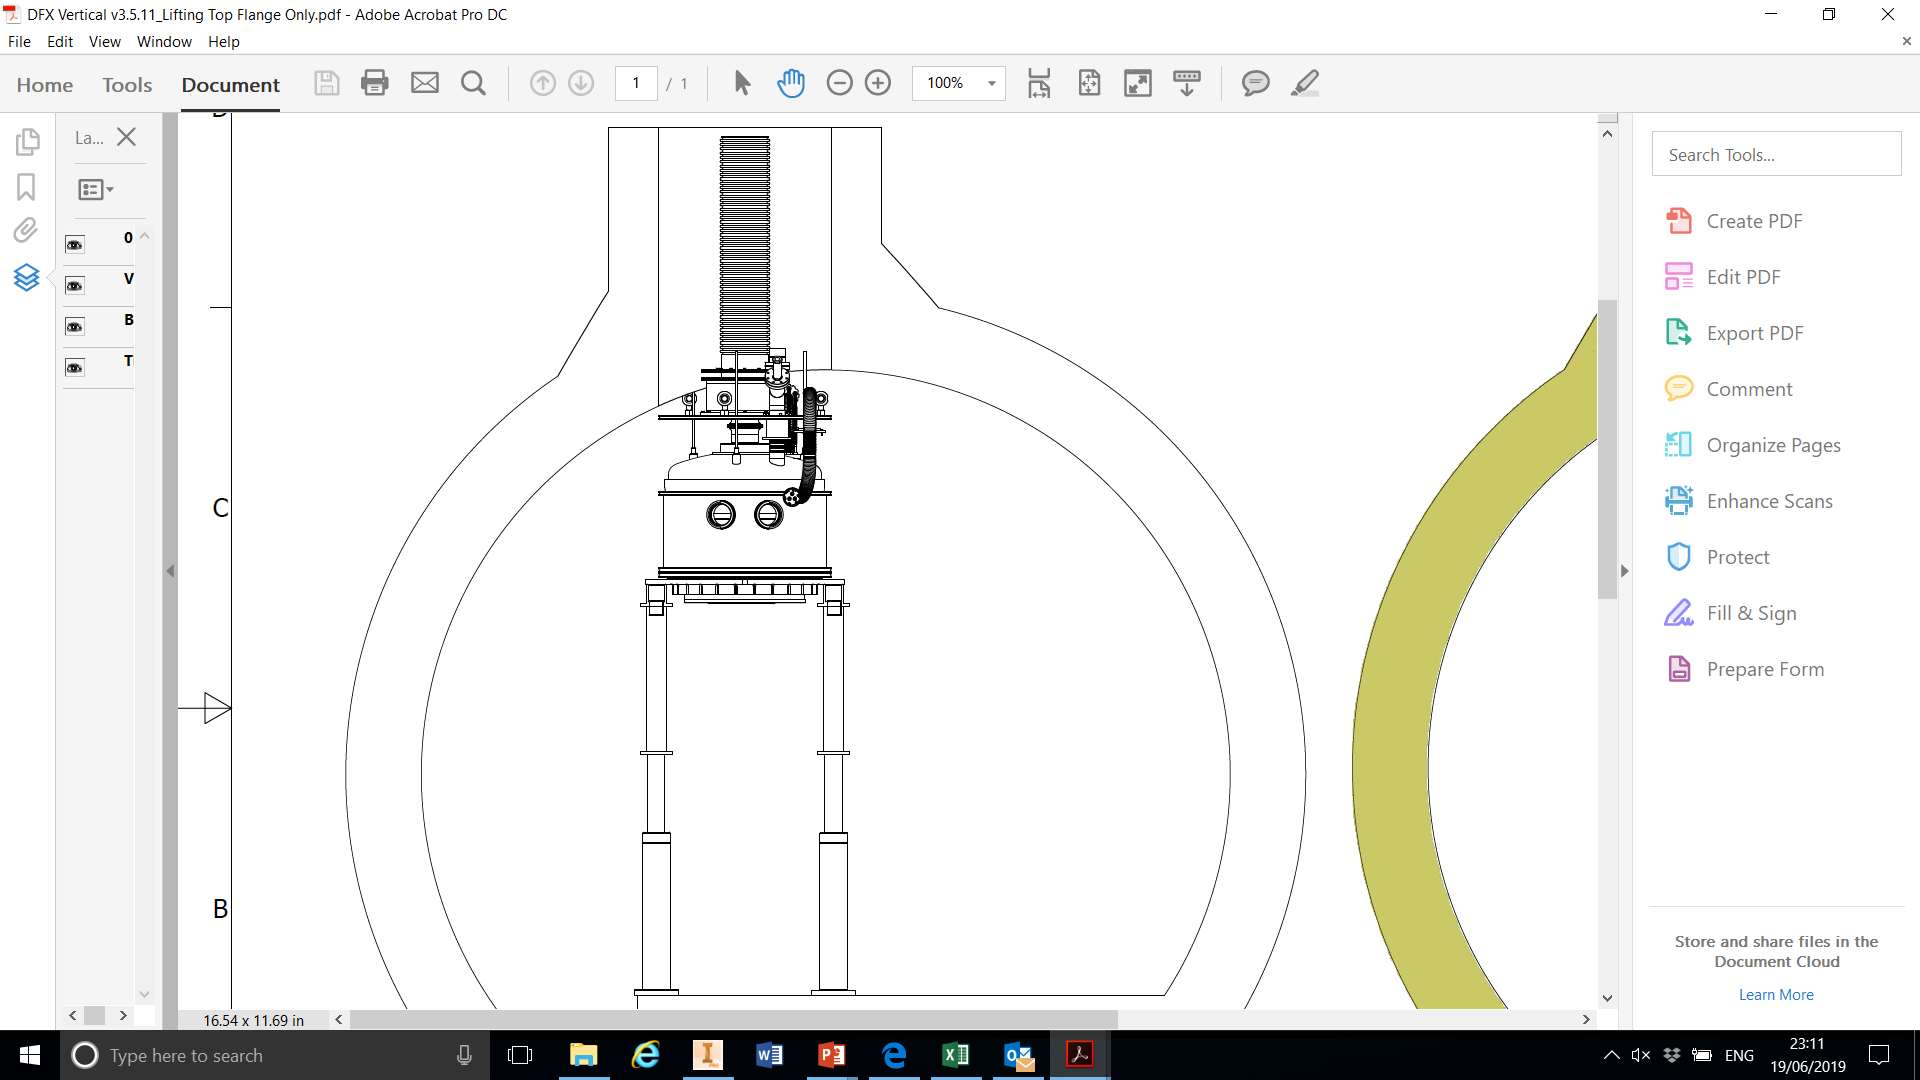 DFX Vertical v3.5.11_Lifting Top Flange Only.pdf - Adobe Acrobat Pro DC
File Edit View Window Help
Home Tools Document 1 / 1 100%
La...
0
V
B
T
C
B
16.54 x 11.69 in
Search Tools...
Create PDF
Edit PDF
Export PDF
Comment
Organize Pages
Enhance Scans
Protect
Fill & Sign
Prepare Form
Store and share files in the
Document Cloud
Learn More
Type here to search
ENG
23:11
19/06/2019